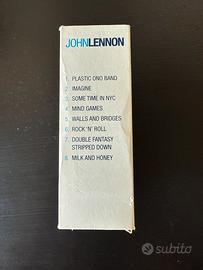 JOHNLENNON
1. PLASTIC ONO BAND
2. IMAGINE
3. SOME TIME IN NYC
4. MIND GAMES
5. WALLS AND BRIDGES
6. ROCK 'N' ROLL
7. DOUBLE FANTASY
STRIPPED DOWN
8. MILK AND HONEY
subito